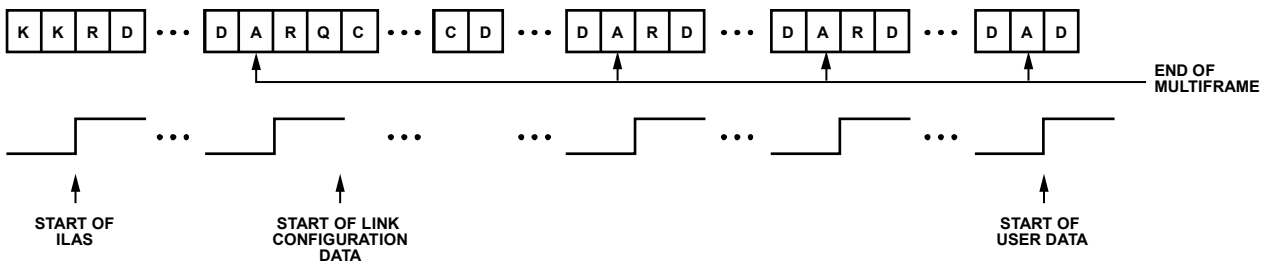 K K R D ••• D A R Q C ••• C D ••• D A R D ••• D A R D ••• D A D
END OF
MULTIFRAME
••• ••• ••• ••• •••
START OF
ILAS
START OF LINK
CONFIGURATION
DATA
START OF
USER DATA